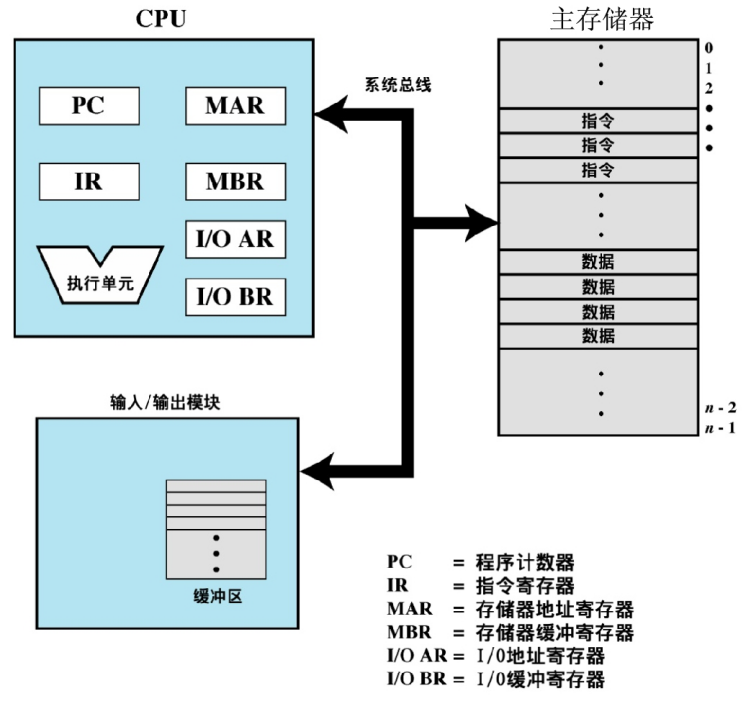 CPU
主存储器
系统总线
PC
MAR
IR
MBR
I/O AR
I/O BR
执行单元
0
1
2
指令
指令
指令
数据
数据
数据
数据
n - 2
n - 1
输入/输出模块
缓冲区
PC = 程序计数器
IR = 指令寄存器
MAR = 存储器地址寄存器
MBR = 存储器缓冲寄存器
I/O AR = I/O地址寄存器
I/O BR = I/O缓冲寄存器